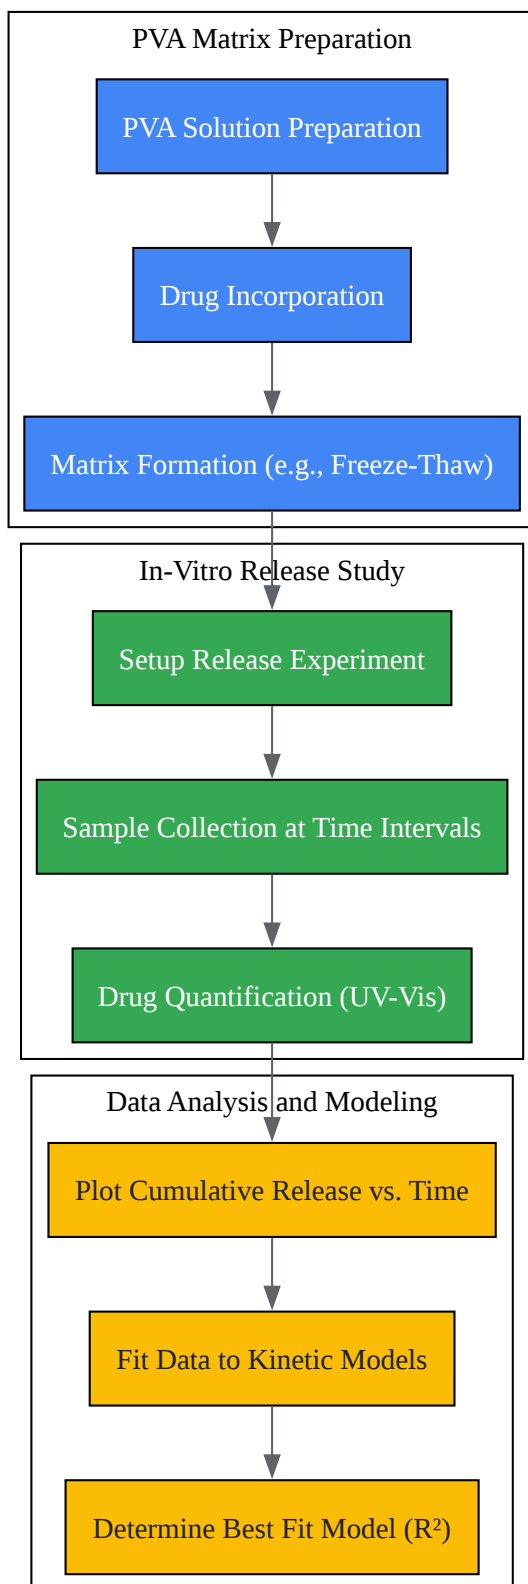 PVA Matrix Preparation
PVA Solution Preparation
Drug Incorporation
Matrix Formation (e.g., Freeze-Thaw)
In-Vitro Release Study
Setup Release Experiment
Sample Collection at Time Intervals
Drug Quantification (UV-Vis)
Data Analysis and Modeling
Plot Cumulative Release vs. Time
Fit Data to Kinetic Models
Determine Best Fit Model (R²)